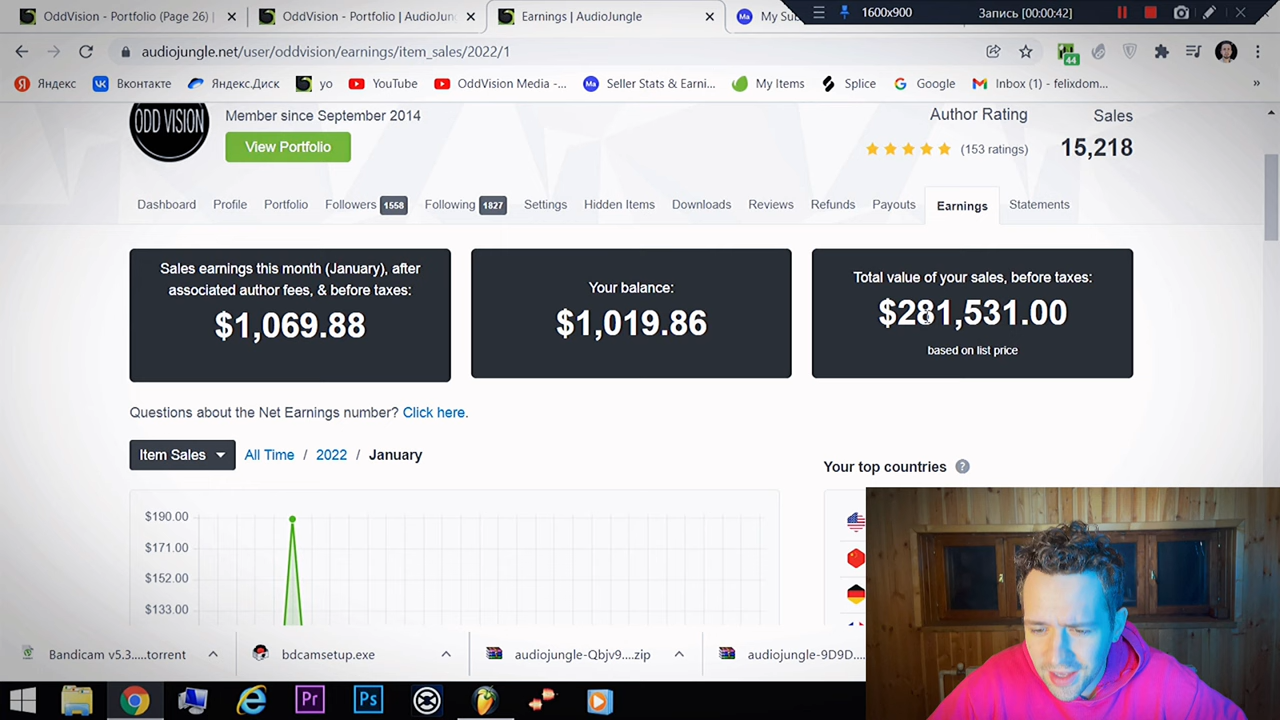 OddVision - Portfolio (Page 26) |
OddVision - Portfolio | AudioJun
Earnings | AudioJungle
My Su
1600x900
Запись [00:00:42]
audiojungle.net/user/oddvision/earnings/item_sales/2022/1
44
Яндекс
Вконтакте
Яндекс.Диск
yo
YouTube
OddVision Media -...
Seller Stats & Earni...
My Items
Splice
Google
Inbox (1) - felixdom...
»
ODD VISION
Member since September 2014
View Portfolio
Author Rating
(153 ratings)
Sales
15,218
Dashboard
Profile
Portfolio
Followers 1558
Following 1827
Settings
Hidden Items
Downloads
Reviews
Refunds
Payouts
Earnings
Statements
Sales earnings this month (January), after
associated author fees, & before taxes:
$1,069.88
Your balance:
$1,019.86
Total value of your sales, before taxes:
$281,531.00
based on list price
Questions about the Net Earnings number? Click here.
Item Sales
All Time / 2022 / January
Your top countries ?
$190.00
$171.00
$152.00
$133.00
Bandicam v5.3.....torrent
bdcamsetup.exe
audiojungle-Qbjv9....zip
audiojungle-9D9D...
Pr
Ps